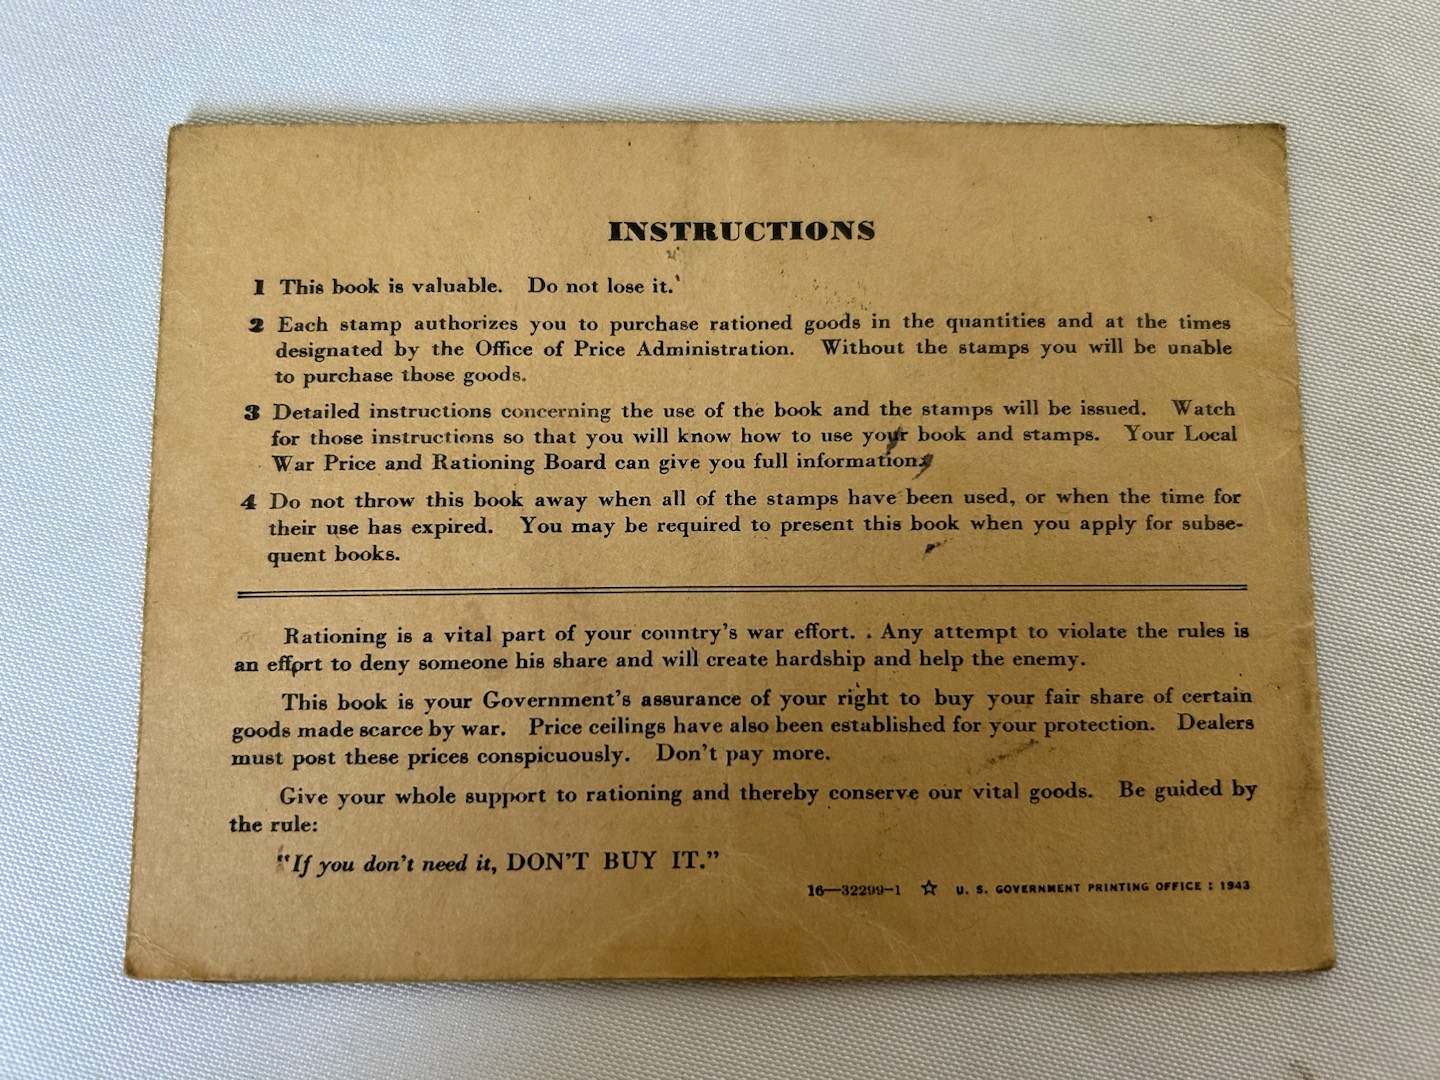 INSTRUCTIONS
1 This book is valuable. Do not lose it.
2 Each stamp authorizes you to purchase rationed goods in the quantities and at the times
designated by the Office of Price Administration. Without the stamps you will be unable
to purchase those goods.
3 Detailed instructions concerning the use of the book and the stamps will be issued. Watch
for those instructions so that you will know how to use your book and stamps. Your Local
War Price and Rationing Board can give you full information.
4 Do not throw this book away when all of the stamps have been used, or when the time for
their use has expired. You may be required to present this book when you apply for subse-
quent books.
Rationing is a vital part of your country's war effort. Any attempt to violate the rules is
an effort to deny someone his share and will create hardship and help the enemy.
This book is your Government's assurance of your right to buy your fair share of certain
goods made scarce by war. Price ceilings have also been established for your protection. Dealers
must post these prices conspicuously. Don't pay more.
Give your whole support to rationing and thereby conserve our vital goods. Be guided by
the rule:
"If you don't need it, DON'T BUY IT."
16—32299-1 ☆ U. S. GOVERNMENT PRINTING OFFICE : 1943